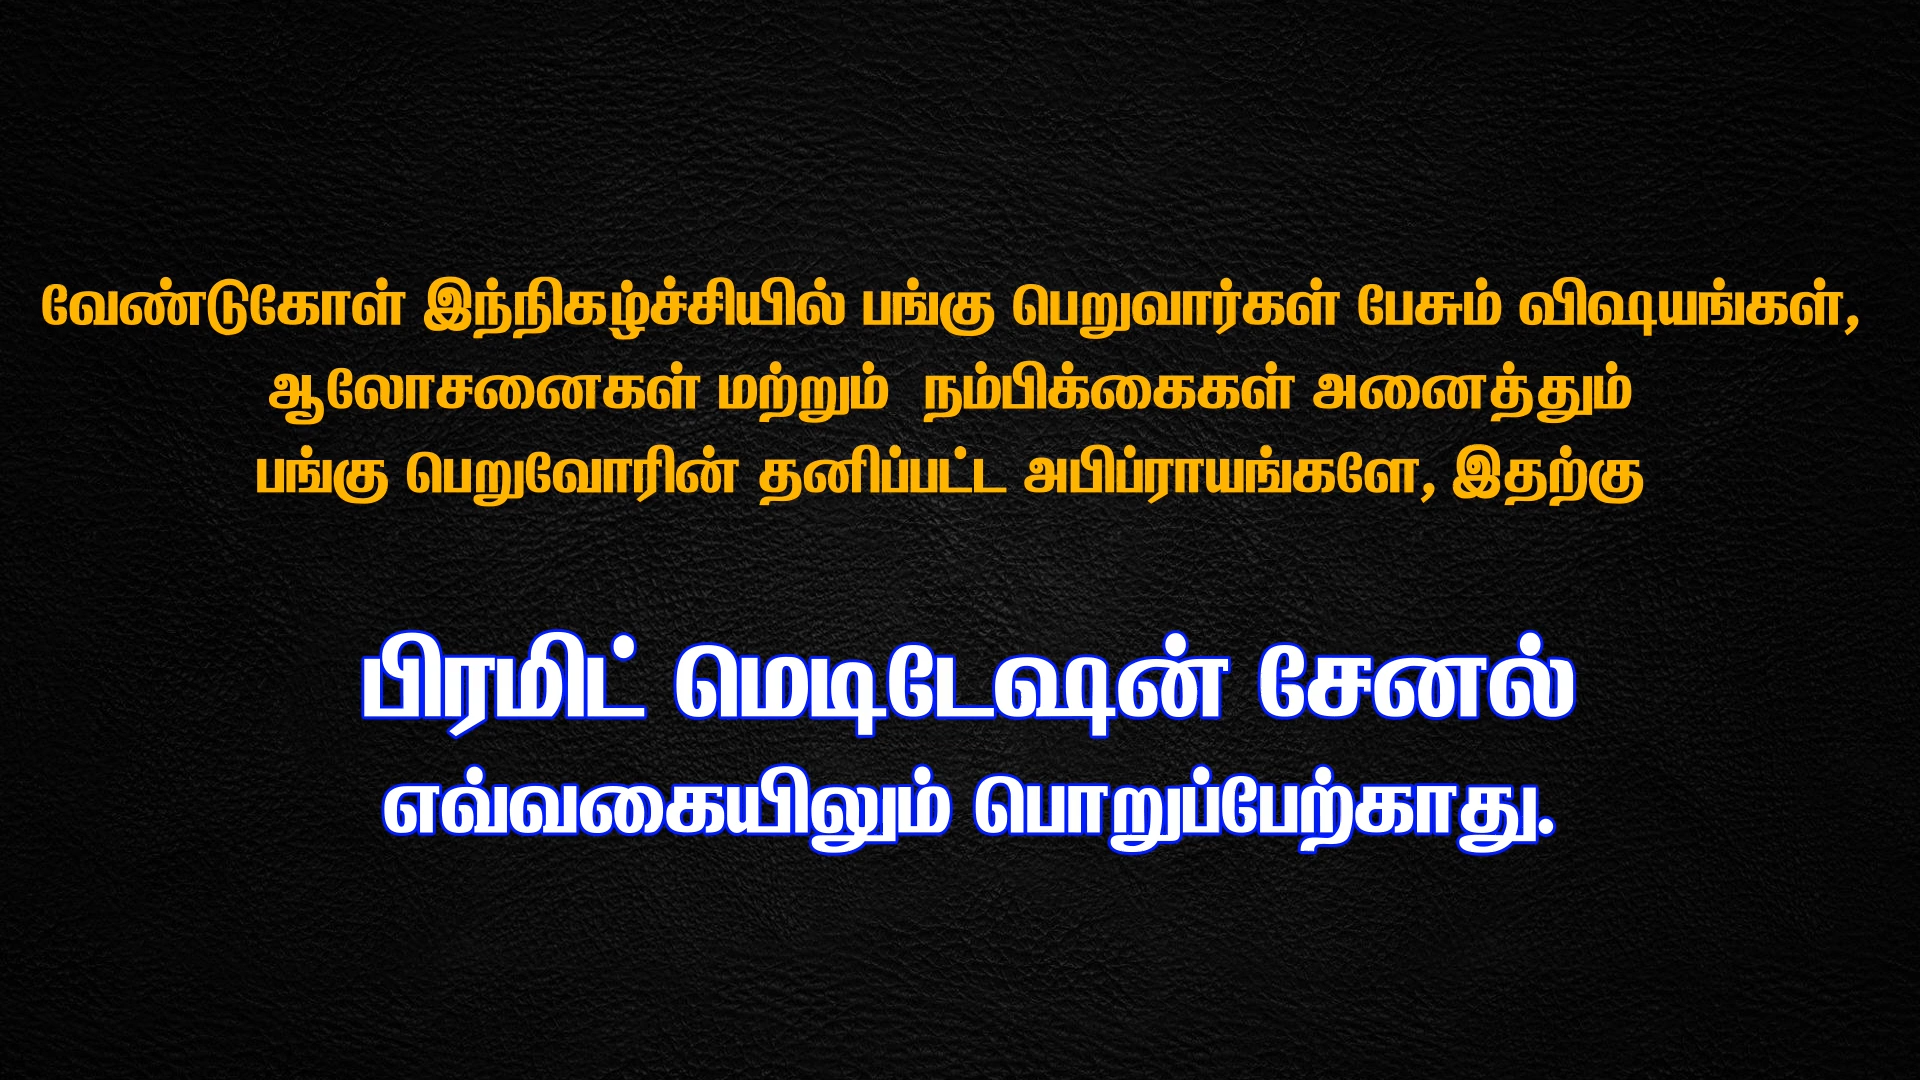 வேண்டுகோள் இந்நிகழ்ச்சியில் பங்கு பெறுவார்கள் பேசும் விஷயங்கள்,
ஆலோசனைகள் மற்றும் நம்பிக்கைகள் அனைத்தும்
பங்கு பெறுவோரின் தனிப்பட்ட அபிப்ராயங்களே, இதற்கு
பிரமிட் மெடிடேஷன் சேனல்
எவ்வகையிலும் பொறுப்பேற்காது.